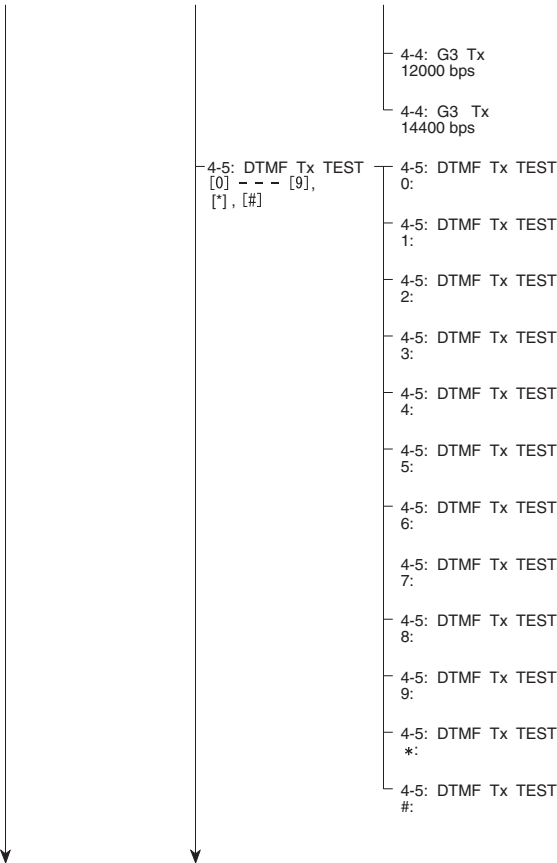 4-4: G3 Tx
12000 bps
4-4: G3 Tx
14400 bps
4-5: DTMF Tx TEST
[0] – – – [9],
[*] , [#]
4-5: DTMF Tx TEST
0:
4-5: DTMF Tx TEST
1:
4-5: DTMF Tx TEST
2:
4-5: DTMF Tx TEST
3:
4-5: DTMF Tx TEST
4:
4-5: DTMF Tx TEST
5:
4-5: DTMF Tx TEST
6:
4-5: DTMF Tx TEST
7:
4-5: DTMF Tx TEST
8:
4-5: DTMF Tx TEST
9:
4-5: DTMF Tx TEST
*:
4-5: DTMF Tx TEST
#: